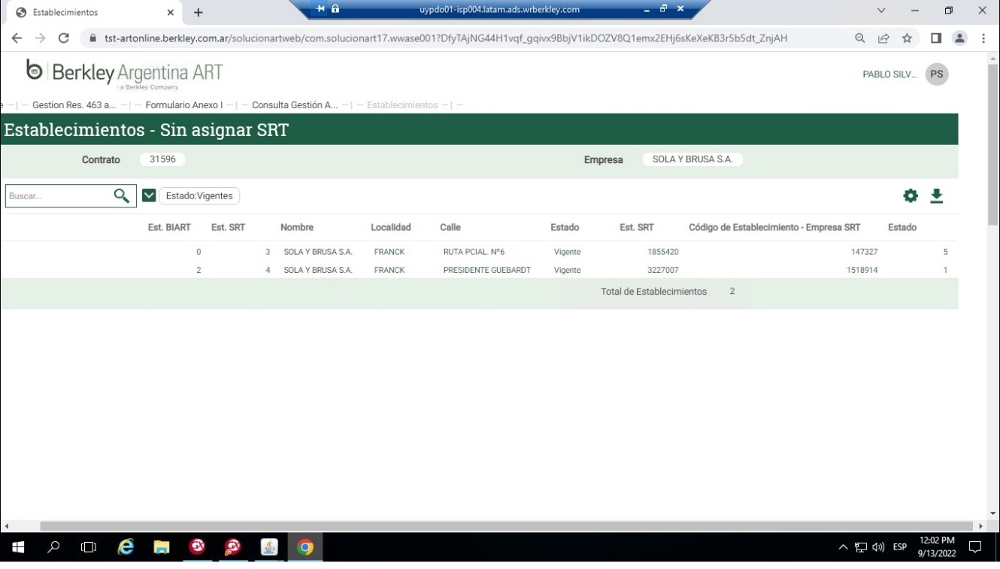 Establecimientos
uypdo01-isp004.latam.ads.wrberkley.com
tst-artonline.berkley.com.ar/solucionartweb/com.solucionart17.wwase001?DfyTAjNG44H1vqf_gqivx9BbjV1ikDOZV8Q1emx2EHj6sKeXeKB3r5b5dt_ZnjAH
b | Berkley Argentina ART
| a Berkley Company
PABLO SILV... PS
e —|— Gestion Res. 463 a... —|— Formulario Anexo I —|— Consulta Gestión A... —|— Establecimientos —|—
Establecimientos - Sin asignar SRT
Contrato 31596 Empresa SOLA Y BRUSA S.A.
Buscar... Estado:Vigentes
Est. BIART Est. SRT Nombre Localidad Calle Estado Est. SRT Código de Establecimiento - Empresa SRT Estado
0 3 SOLA Y BRUSA S.A. FRANCK RUTA PCIAL. Nº6 Vigente 1855420 147327 5
2 4 SOLA Y BRUSA S.A. FRANCK PRESIDENTE GUEBARDT Vigente 3227007 1518914 1
Total de Establecimientos 2
ESP 12:02 PM
9/13/2022